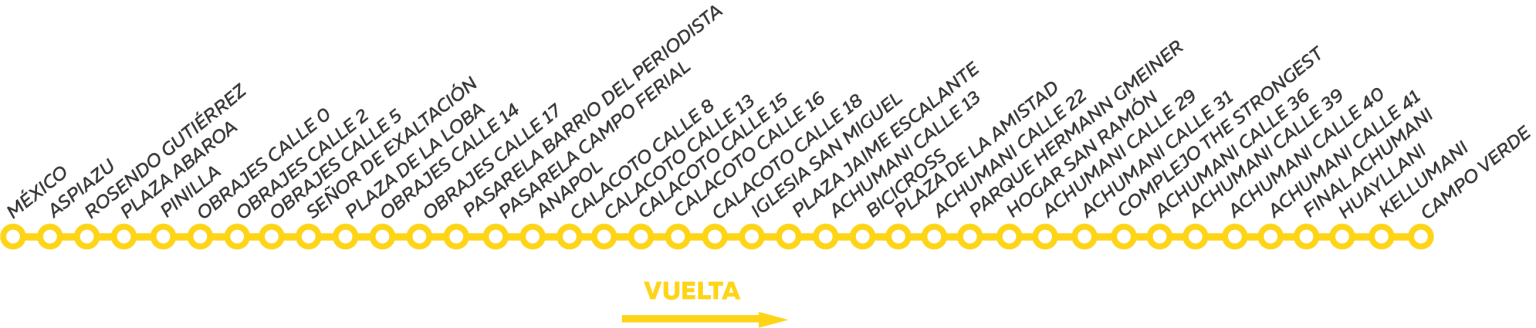 MÉXICO
ASPIAZU
ROSENDO GUTIÉRREZ
PLAZA ABAROA
PINILLA
OBRAJES CALLE 0
OBRAJES CALLE 2
OBRAJES CALLE 5
SEÑOR DE EXALTACIÓN
PLAZA DE LA LOBA
OBRAJES CALLE 14
OBRAJES CALLE 17
PASARELA BARRIO DEL PERIODISTA
PASARELA CAMPO FERIAL
ANAPOL
CALACOTO CALLE 8
CALACOTO CALLE 13
CALACOTO CALLE 15
CALACOTO CALLE 16
CALACOTO CALLE 18
IGLESIA SAN MIGUEL
PLAZA JAIME ESCALANTE
ACHUMANI CALLE 13
BICICROSS
PLAZA DE LA AMISTAD
ACHUMANI CALLE 22
PARQUE HERMANN GMEINER
HOGAR SAN RAMÓN
ACHUMANI CALLE 29
ACHUMANI CALLE 31
COMPLEJO THE STRONGEST
ACHUMANI CALLE 36
ACHUMANI CALLE 39
ACHUMANI CALLE 40
ACHUMANI CALLE 41
FINAL ACHUMANI
HUAYLLANI
KELLUMANI
CAMPO VERDE
VUELTA